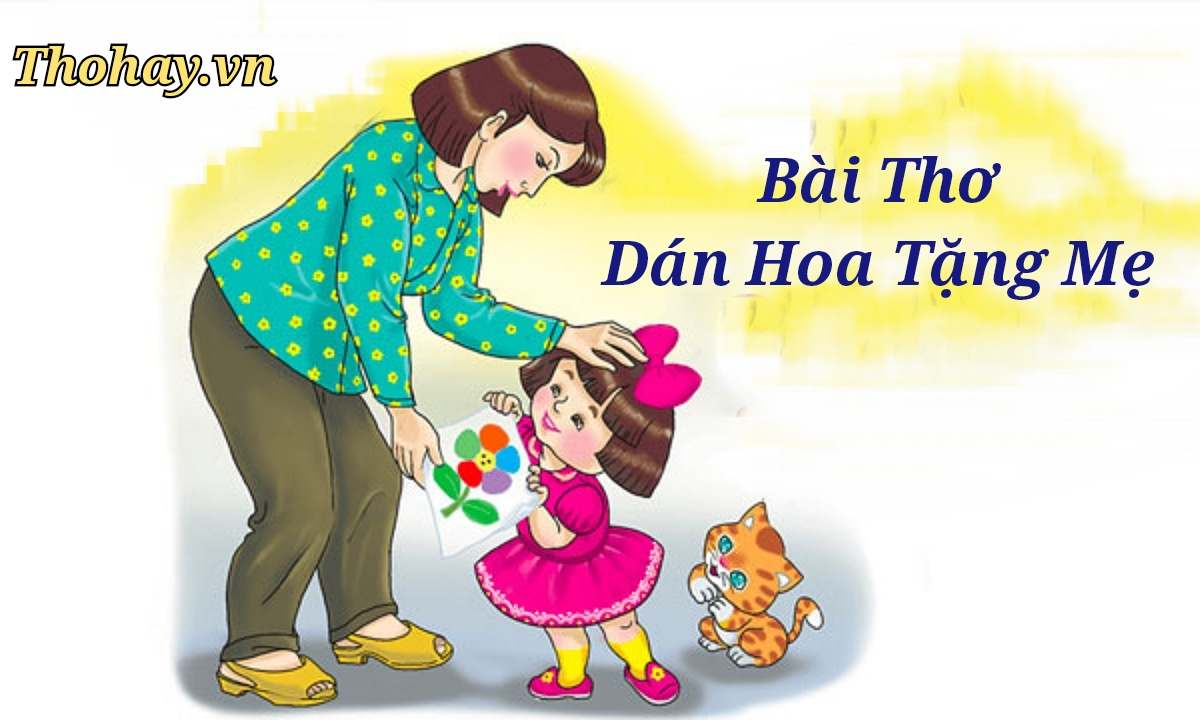 Thohay.vn
Bài Thơ
Dán Hoa Tặng Mẹ